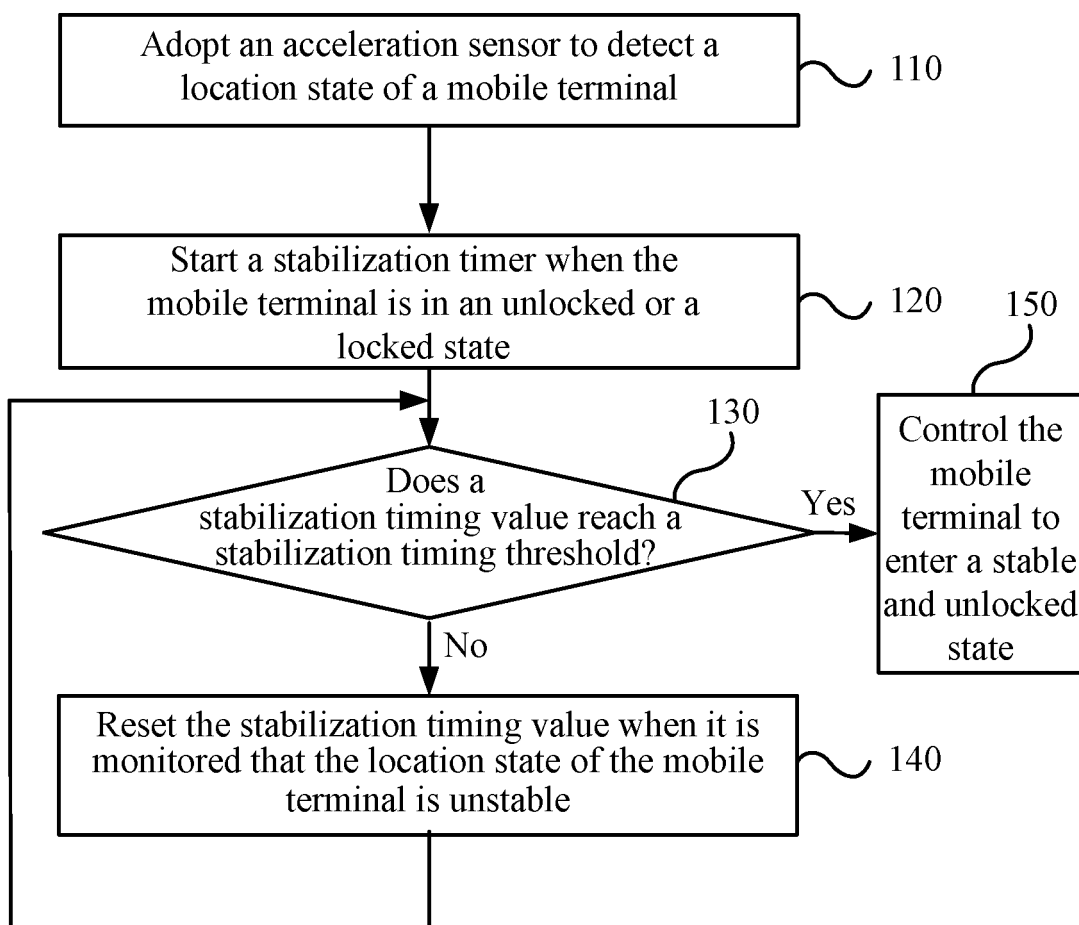 Adopt an acceleration sensor to detect a
location state of a mobile terminal
110
Start a stabilization timer when the
mobile terminal is in an unlocked or a
locked state
120
130
Does a
stabilization timing value reach a
stabilization timing threshold?
Yes
150
Control the
mobile
terminal to
enter a stable
and unlocked
state
No
Reset the stabilization timing value when it is
monitored that the location state of the mobile
terminal is unstable
140